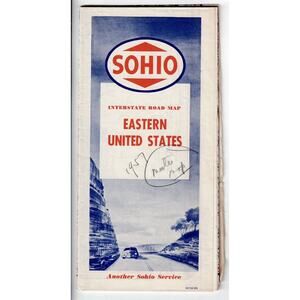 SOHIO
INTERSTATE ROAD MAP
EASTERN
UNITED STATES
1957
Another Sohio Service